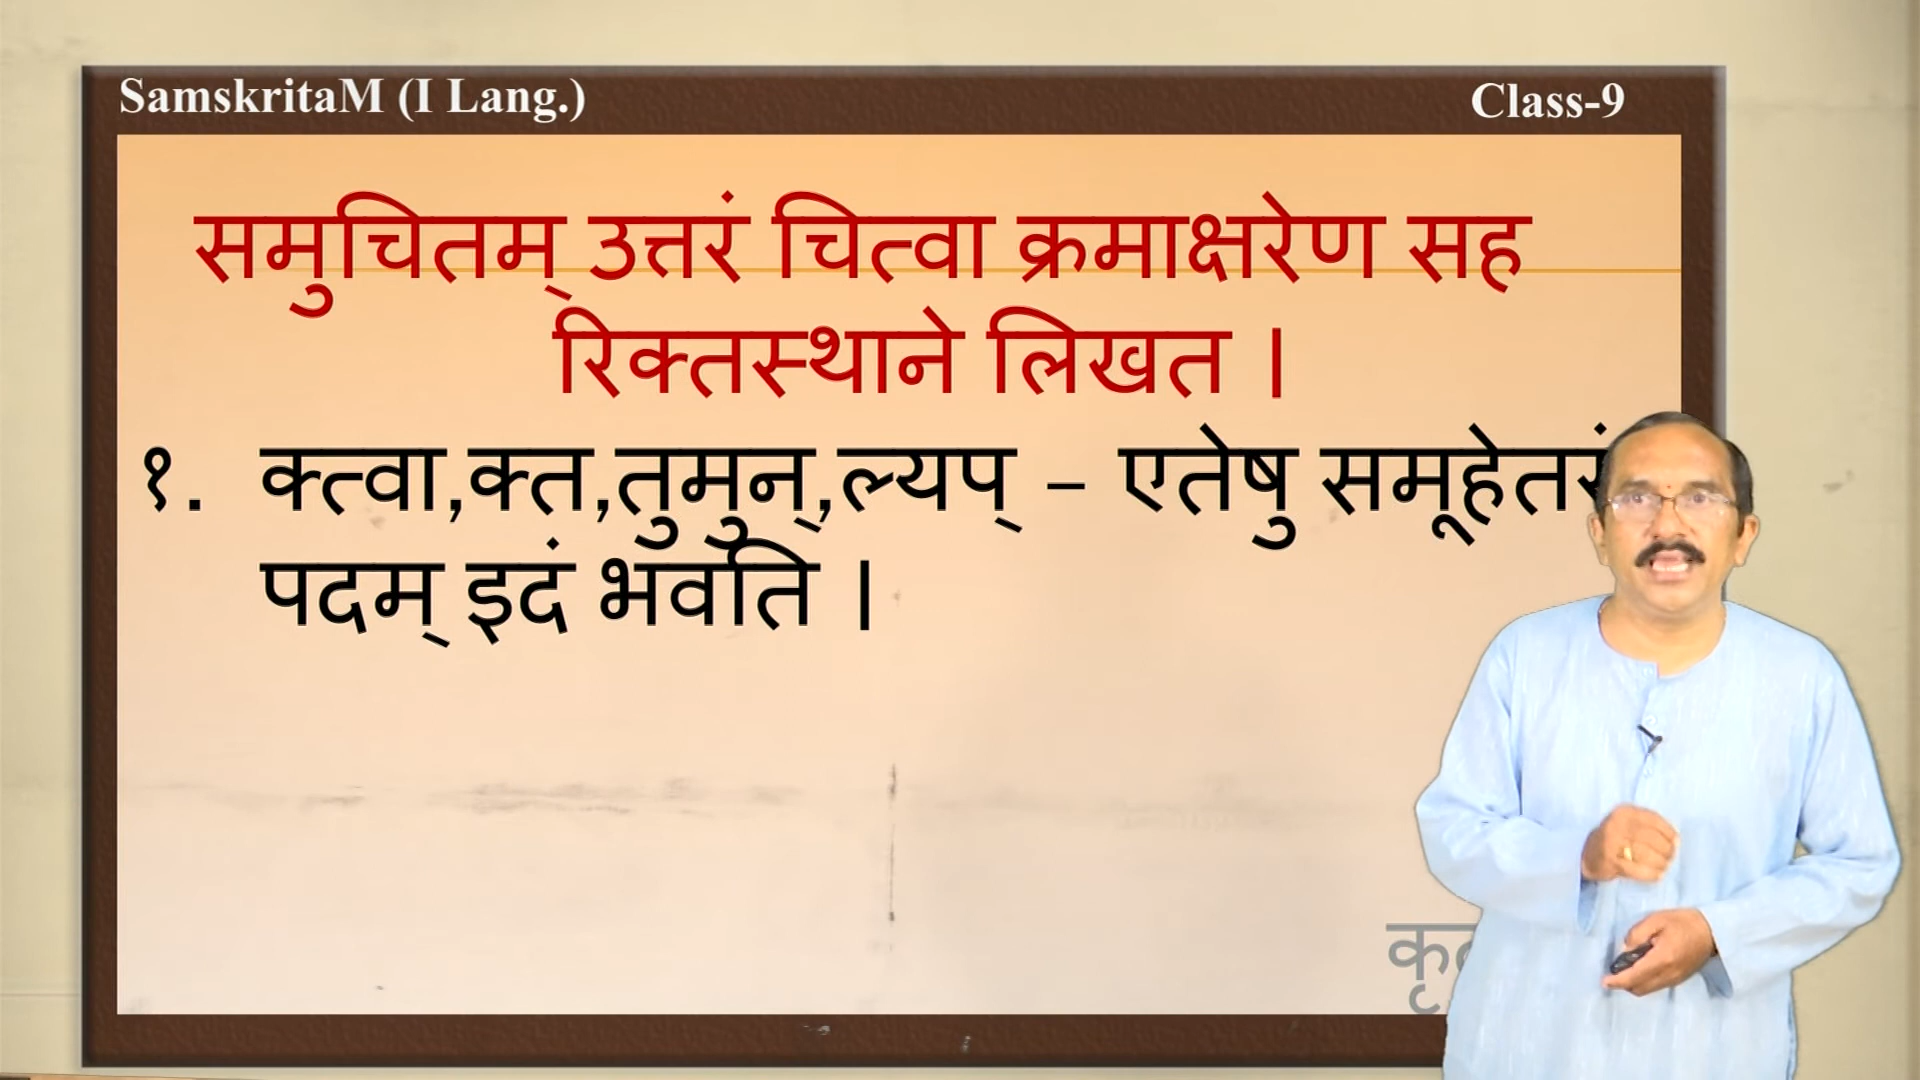 SamskritaM (I Lang.)
Class-9
समुचितम् उत्तरं चित्वा क्रमाक्षरेण सह
रिक्तस्थाने लिखत ।
१. क्त्वा,क्त,तुमुन्,ल्यप् – एतेषु समूहेतरं
पदम् इदं भवति ।